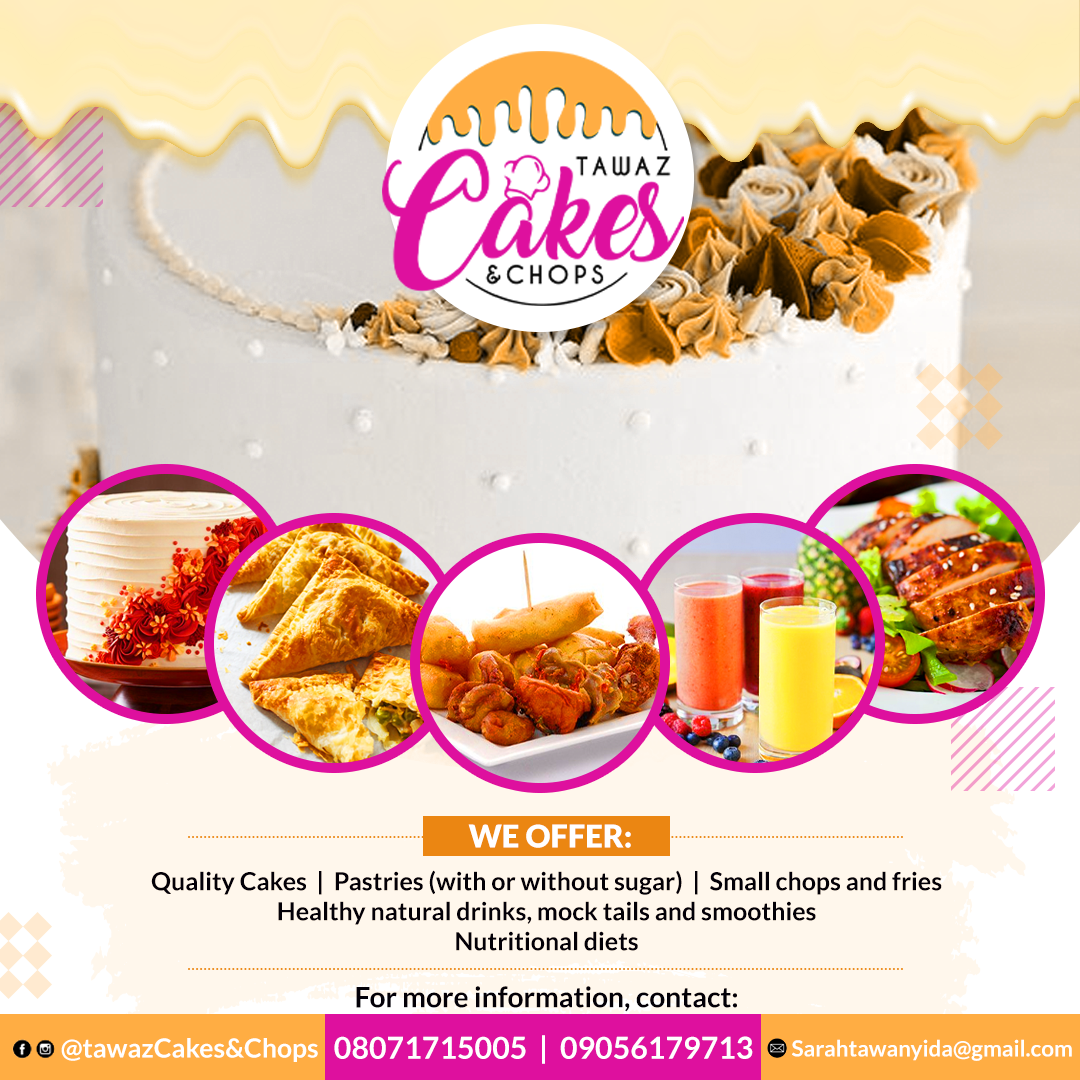 TAWAZ
Cakes
& CHOPS
WE OFFER:
Quality Cakes | Pastries (with or without sugar) | Small chops and fries
Healthy natural drinks, mock tails and smoothies
Nutritional diets
For more information, contact:
@tawazCakes&Chops 08071715005 | 09056179713 Sarahtawanyida@gmail.com